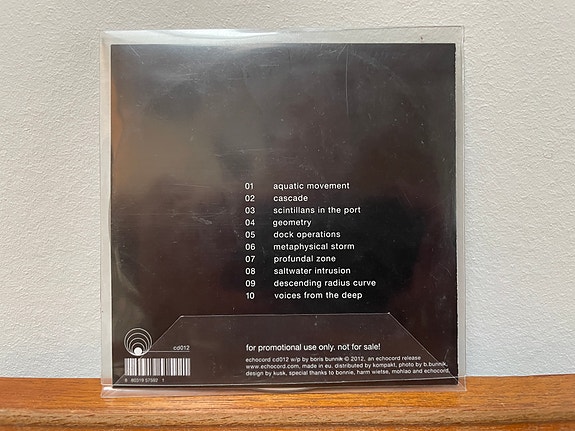 01 aquatic movement
02 cascade
03 scintillans in the port
04 geometry
05 dock operations
06 metaphysical storm
07 profundal zone
08 saltwater intrusion
09 descending radius curve
10 voices from the deep
cd012
for promotional use only. not for sale!
echocord cd012 w/p by boris bunnik © 2012, an echocord release
www.echocord.com, made in eu. distributed by kompakt, photo by b.bunnik,
design by kusk, special thanks to bonnie, harm wietse, mohlao and echocord.